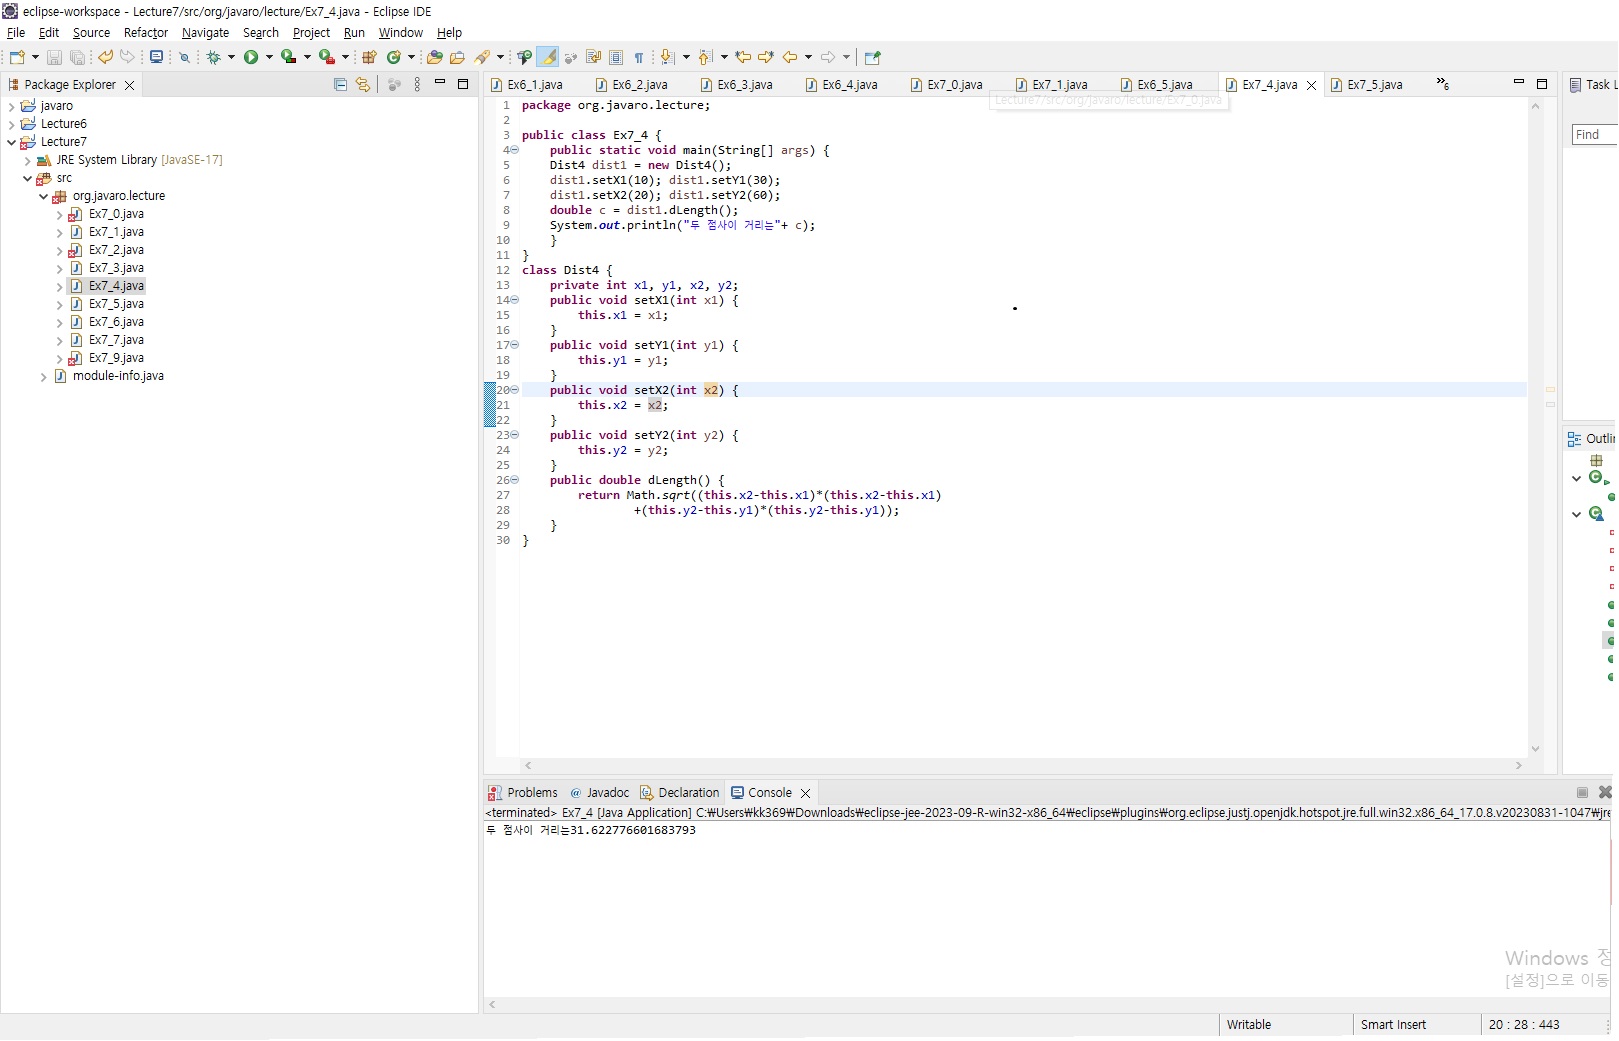 eclipse-workspace - Lecture7/src/org/javaro/lecture/Ex7_4.java - Eclipse IDE
File Edit Source Refactor Navigate Search Project Run Window Help
Package Explorer
javaro
Lecture6
Lecture7
JRE System Library [JavaSE-17]
src
org.javaro.lecture
Ex7_0.java
Ex7_1.java
Ex7_2.java
Ex7_3.java
Ex7_4.java
Ex7_5.java
Ex7_6.java
Ex7_7.java
Ex7_9.java
module-info.java
Ex6_1.java Ex6_2.java Ex6_3.java Ex6_4.java Ex7_0.java Ex7_1.java Ex6_5.java Ex7_4.java Ex7_5.java »6
Lecture7/src/org/javaro/lecture/Ex7_0.java
1 package org.javaro.lecture;
2
3 public class Ex7_4 {
4 public static void main(String[] args) {
5 Dist4 dist1 = new Dist4();
6 dist1.setX1(10); dist1.setY1(30);
7 dist1.setX2(20); dist1.setY2(60);
8 double c = dist1.dLength();
9 System.out.println("두 점사이 거리는"+ c);
10 }
11 }
12 class Dist4 {
13 private int x1, y1, x2, y2;
14 public void setX1(int x1) {
15 this.x1 = x1;
16 }
17 public void setY1(int y1) {
18 this.y1 = y1;
19 }
20 public void setX2(int x2) {
21 this.x2 = x2;
22 }
23 public void setY2(int y2) {
24 this.y2 = y2;
25 }
26 public double dLength() {
27 return Math.sqrt((this.x2-this.x1)*(this.x2-this.x1)
28 +(this.y2-this.y1)*(this.y2-this.y1));
29 }
30 }
Task L
Find
Outli
Problems @ Javadoc Declaration Console
<terminated> Ex7_4 [Java Application] C:₩Users₩kk369₩Downloads₩eclipse-jee-2023-09-R-win32-x86_64₩eclipse₩plugins₩org.eclipse.justj.openjdk.hotspot.jre.full.win32.x86_64_17.0.8.v20230831-1047₩jre
두 점사이 거리는31.622776601683793
Windows 정
[설정]으로 이동
Writable Smart Insert 20 : 28 : 443